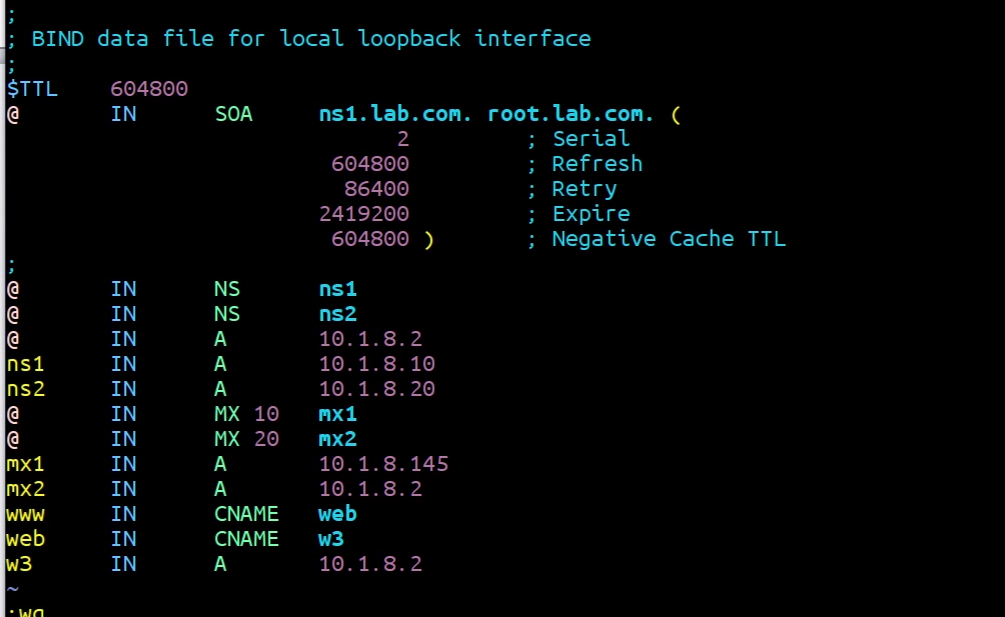 ;
; BIND data file for local loopback interface
;
$TTL    604800
@       IN      SOA     ns1.lab.com. root.lab.com. (
                              2         ; Serial
                         604800         ; Refresh
                          86400         ; Retry
                        2419200         ; Expire
                         604800 )       ; Negative Cache TTL
;
@       IN      NS      ns1
@       IN      NS      ns2
@       IN      A       10.1.8.2
ns1     IN      A       10.1.8.10
ns2     IN      A       10.1.8.20
@       IN      MX 10   mx1
@       IN      MX 20   mx2
mx1     IN      A       10.1.8.145
mx2     IN      A       10.1.8.2
www     IN      CNAME   web
web     IN      CNAME   w3
w3      IN      A       10.1.8.2
~
:wq